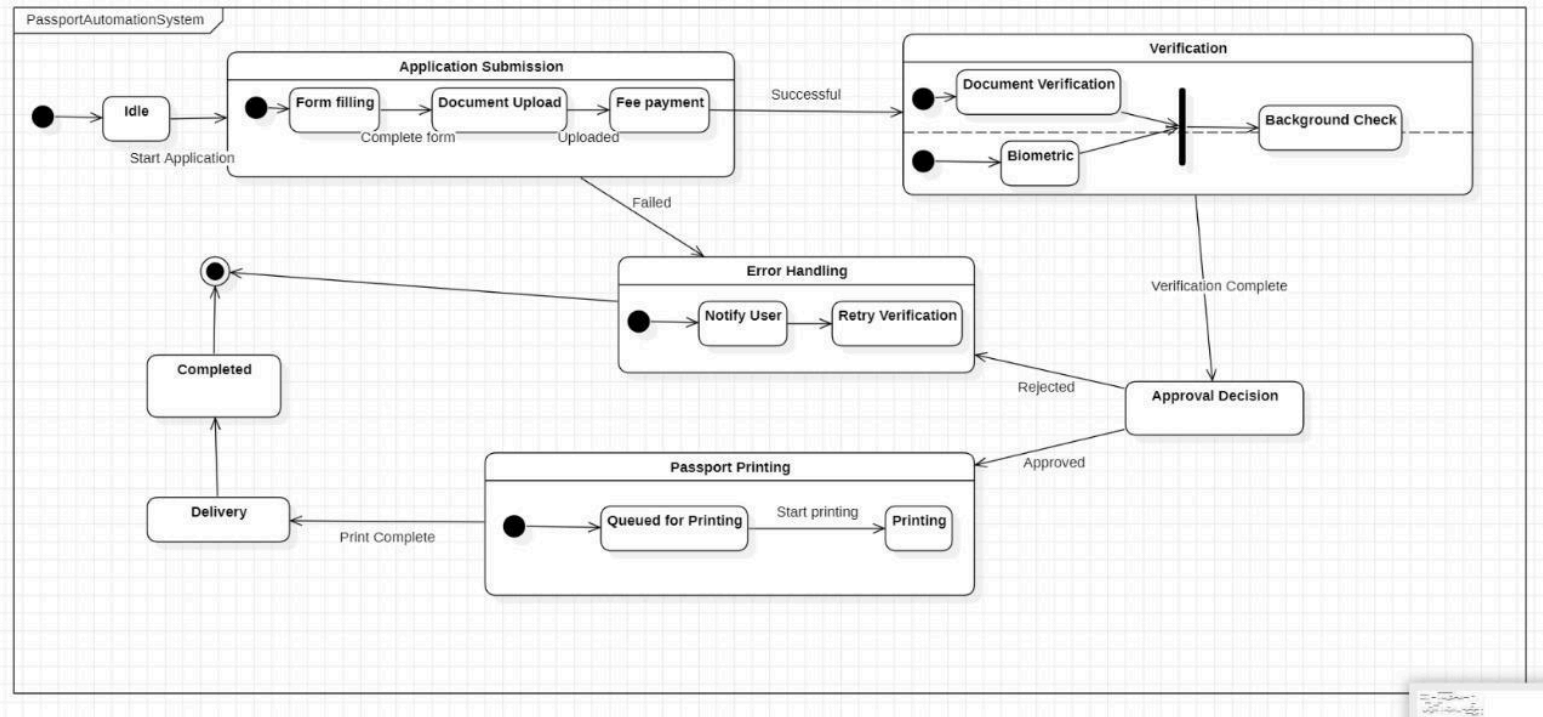 PassportAutomationSystem
Idle
Start Application
Application Submission
Form filling
Document Upload
Fee payment
Complete form
Uploaded
Successful
Verification
Document Verification
Biometric
Background Check
Failed
Verification Complete
Error Handling
Notify User
Retry Verification
Rejected
Approval Decision
Approved
Completed
Passport Printing
Queued for Printing
Start printing
Printing
Delivery
Print Complete